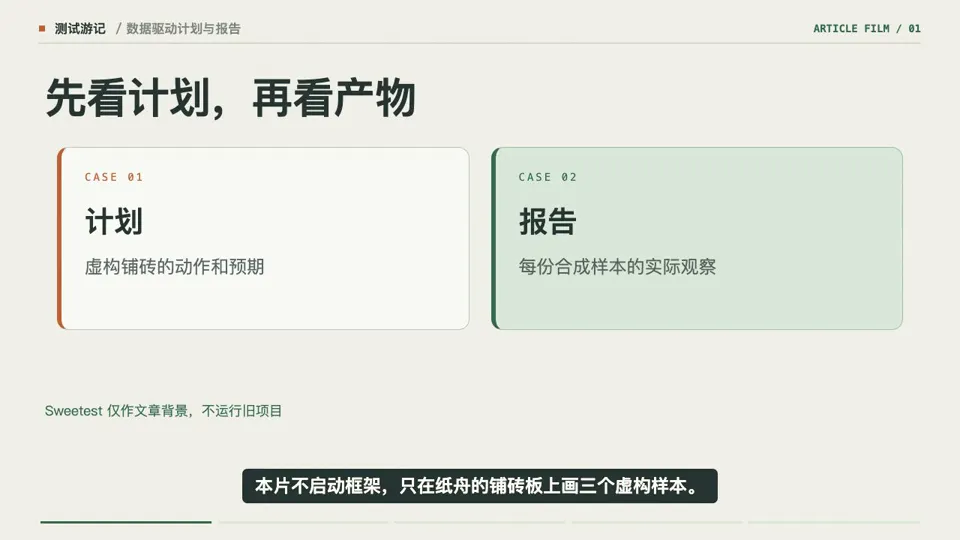 测试游记 / 数据驱动计划与报告
ARTICLE FILM / 01
先看计划，再看产物
CASE 01
计划
虚构铺砖的动作和预期
CASE 02
报告
每份合成样本的实际观察
Sweetest 仅作文章背景，不运行旧项目
本片不启动框架，只在纸舟的铺砖板上画三个虚构样本。